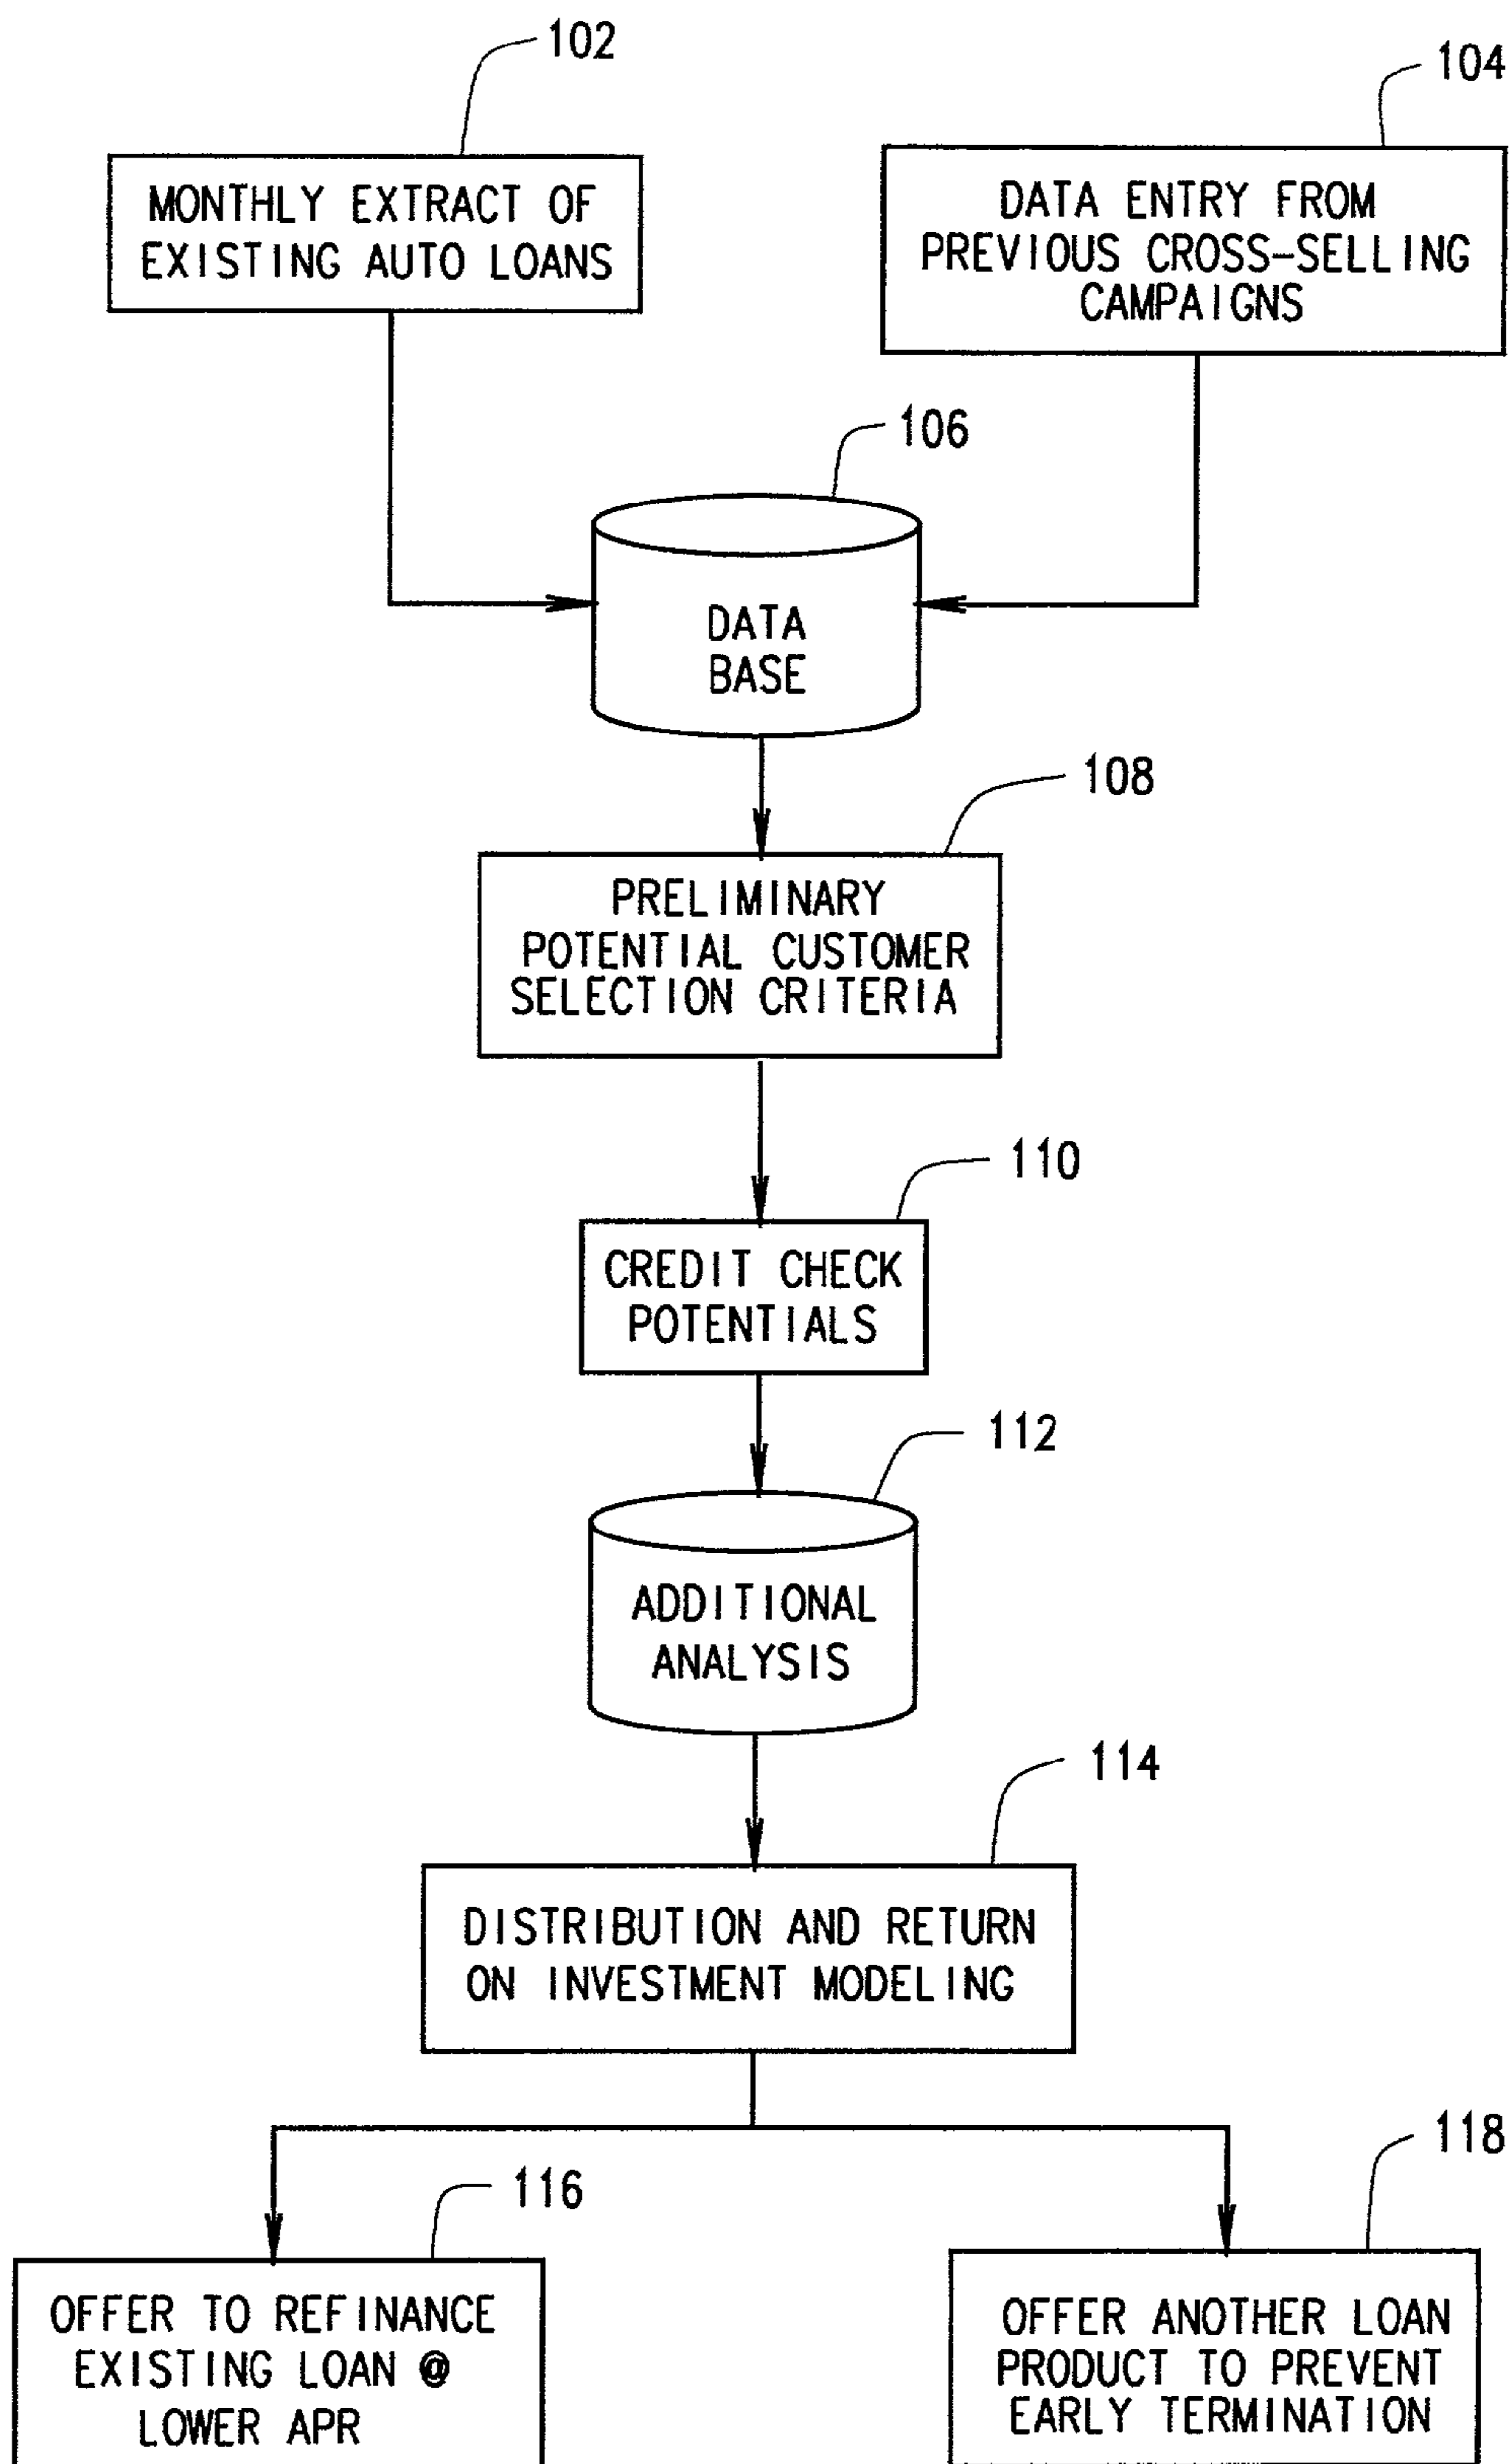 102
104
MONTHLY EXTRACT OF
EXISTING AUTO LOANS
DATA ENTRY FROM
PREVIOUS CROSS-SELLING
CAMPAIGNS
106
DATA
BASE
108
PRELIMINARY
POTENTIAL CUSTOMER
SELECTION CRITERIA
110
CREDIT CHECK
POTENTIALS
112
ADDITIONAL
ANALYSIS
114
DISTRIBUTION AND RETURN
ON INVESTMENT MODELING
116
118
OFFER TO REFINANCE
EXISTING LOAN @
LOWER APR
OFFER ANOTHER LOAN
PRODUCT TO PREVENT
EARLY TERMINATION